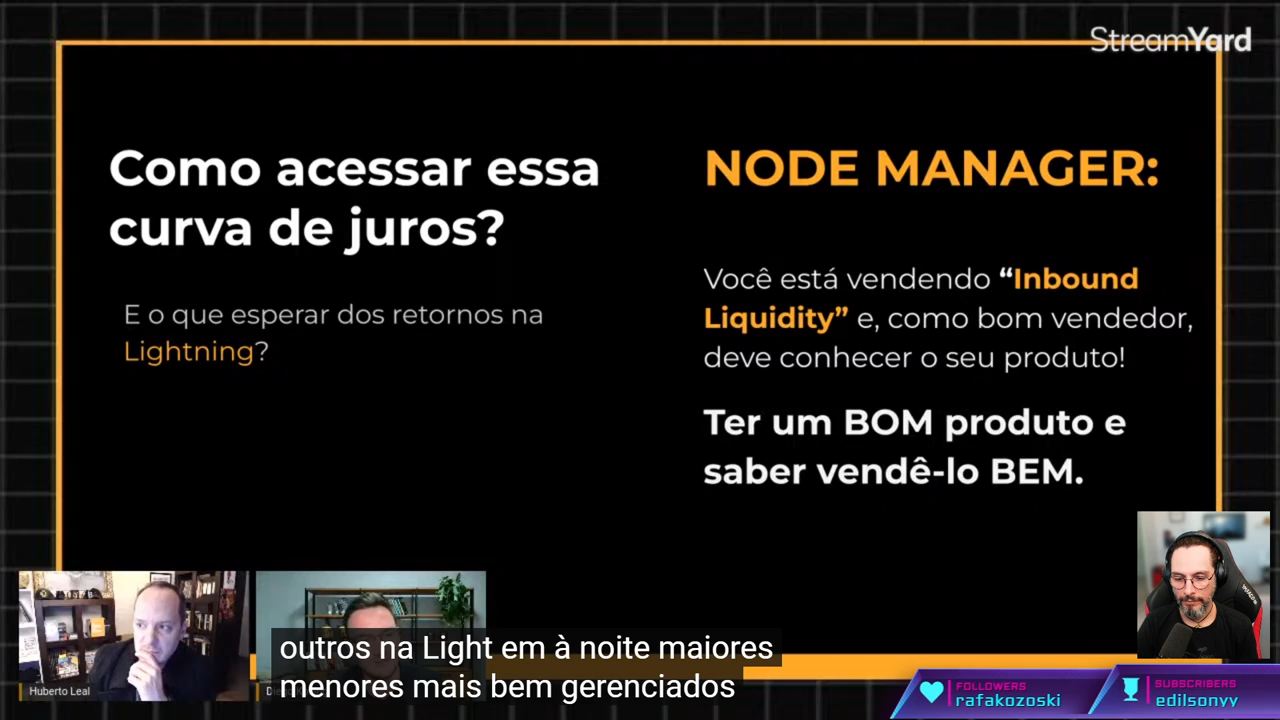 StreamYard
Como acessar essa
curva de juros?
E o que esperar dos retornos na
Lightning?
NODE MANAGER:
Você está vendendo “Inbound
Liquidity” e, como bom vendedor,
deve conhecer o seu produto!
Ter um BOM produto e
saber vendê-lo BEM.
outros na Light em à noite maiores
menores mais bem gerenciados
Huberto Leal
FOLLOWERS
rafakozoski
SUBSCRIBERS
edilsonyy